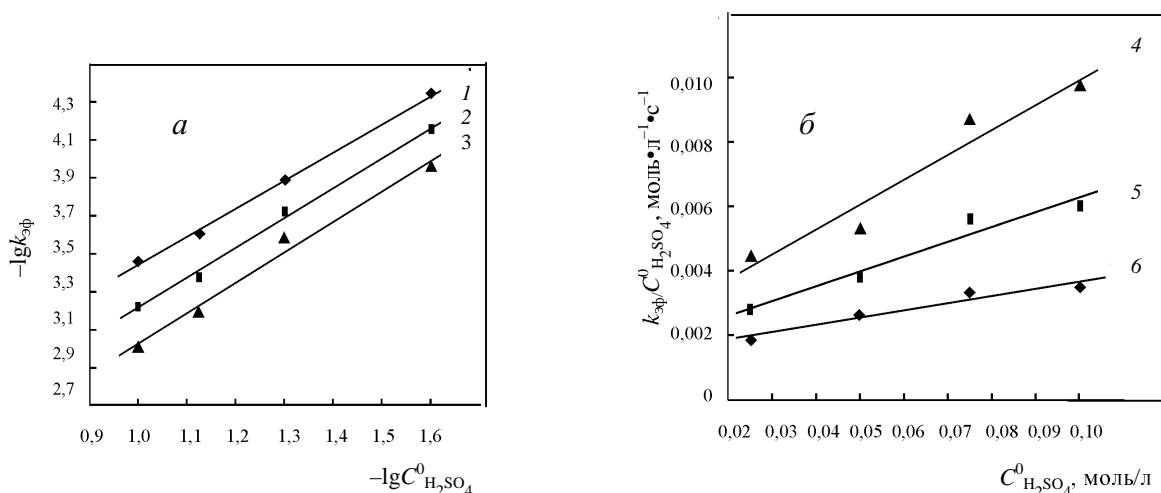 а
–lgkэф
4,3
4,1
3,9
3,7
3,5
3,3
3,1
2,9
2,7
1
2
3
0,9 1,0 1,1 1,2 1,3 1,4 1,5 1,6
–lgC⁰H₂SO₄
б
kэф/C⁰H₂SO₄, моль•л⁻¹•с⁻¹
0,010
0,008
0,006
0,004
0,002
0
4
5
6
0,02 0,03 0,04 0,05 0,06 0,07 0,08 0,09 0,10
C⁰H₂SO₄, моль/л